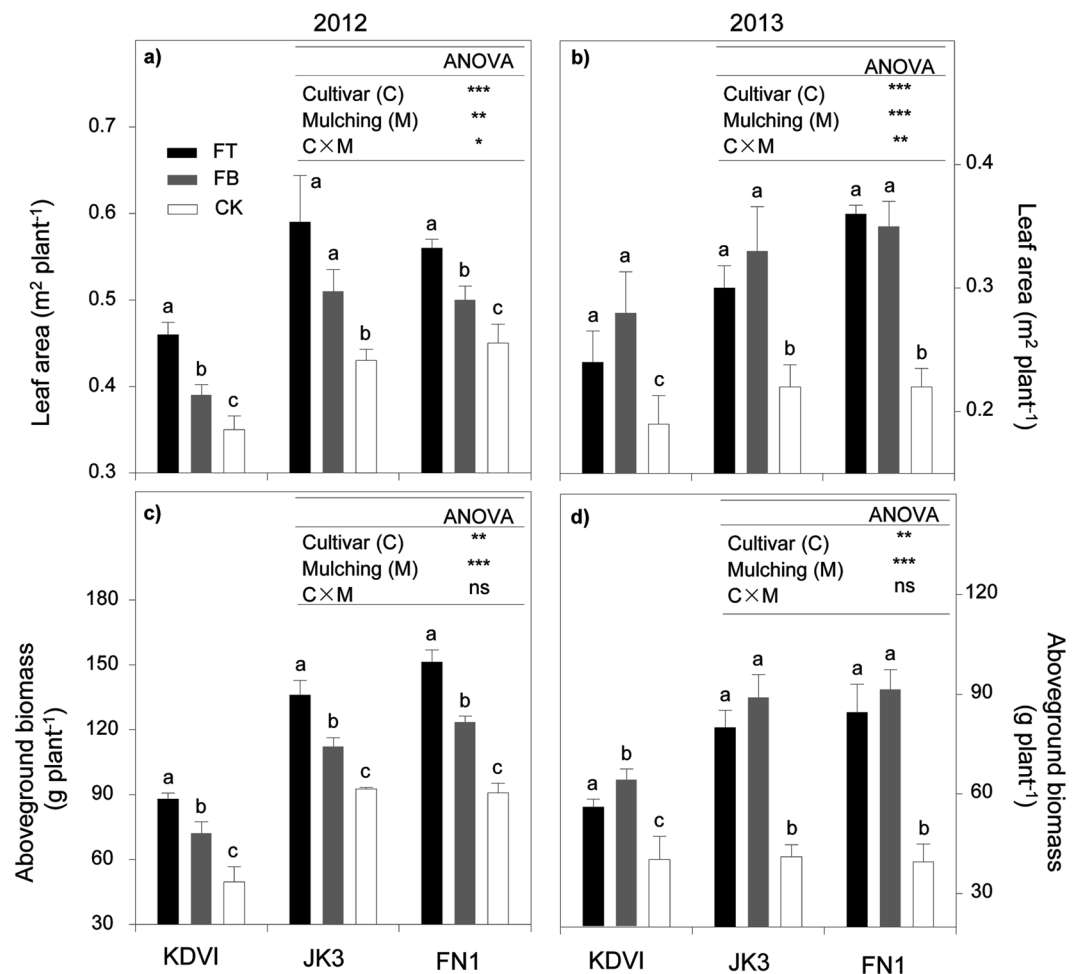 2012
2013
a)
ANOVA
Cultivar (C) ***
Mulching (M) **
C×M *
FT
FB
CK
0.7
0.6
0.5
0.4
0.3
Leaf area (m² plant⁻¹)
a
b
c
a
a
b
a
b
c
b)
ANOVA
Cultivar (C) ***
Mulching (M) ***
C×M **
0.4
0.3
0.2
Leaf area (m² plant⁻¹)
a
a
c
a
a
b
a
a
b
c)
ANOVA
Cultivar (C) **
Mulching (M) ***
C×M ns
180
150
120
90
60
30
Aboveground biomass
(g plant⁻¹)
a
b
c
a
b
c
a
b
c
KDVI
JK3
FN1
d)
ANOVA
Cultivar (C) **
Mulching (M) ***
C×M ns
120
90
60
30
Aboveground biomass
(g plant⁻¹)
a
b
c
a
a
b
a
a
b
KDVI
JK3
FN1